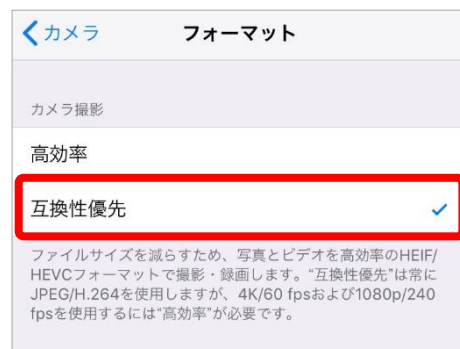 カメラ フォーマット
カメラ撮影
高効率
互換性優先
ファイルサイズを減らすため、写真とビデオを高効率のHEIF/
HEVCフォーマットで撮影・録画します。“互換性優先”は常に
JPEG/H.264を使用しますが、4K/60 fpsおよび1080p/240
fpsを使用するには“高効率”が必要です。